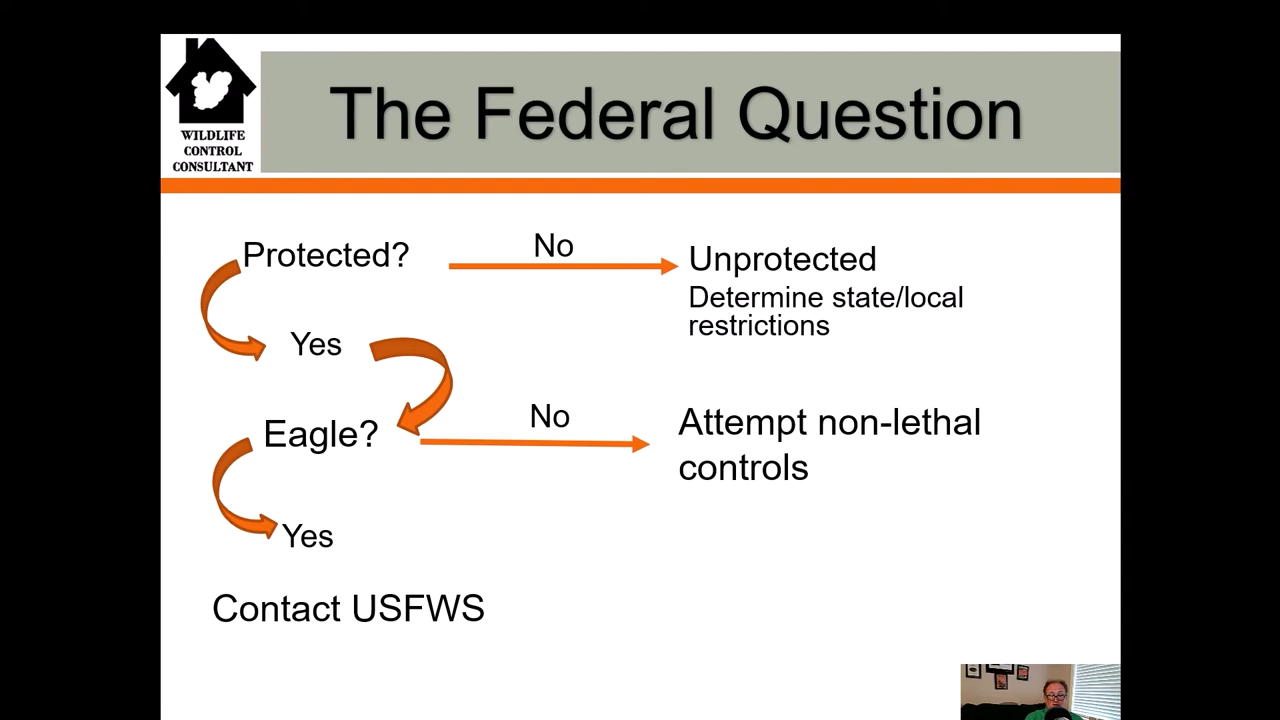 The Federal Question
WILDLIFE
CONTROL
CONSULTANT
Protected?
No
Unprotected
Determine state/local
restrictions
Yes
Eagle?
No
Attempt non-lethal
controls
Yes
Contact USFWS